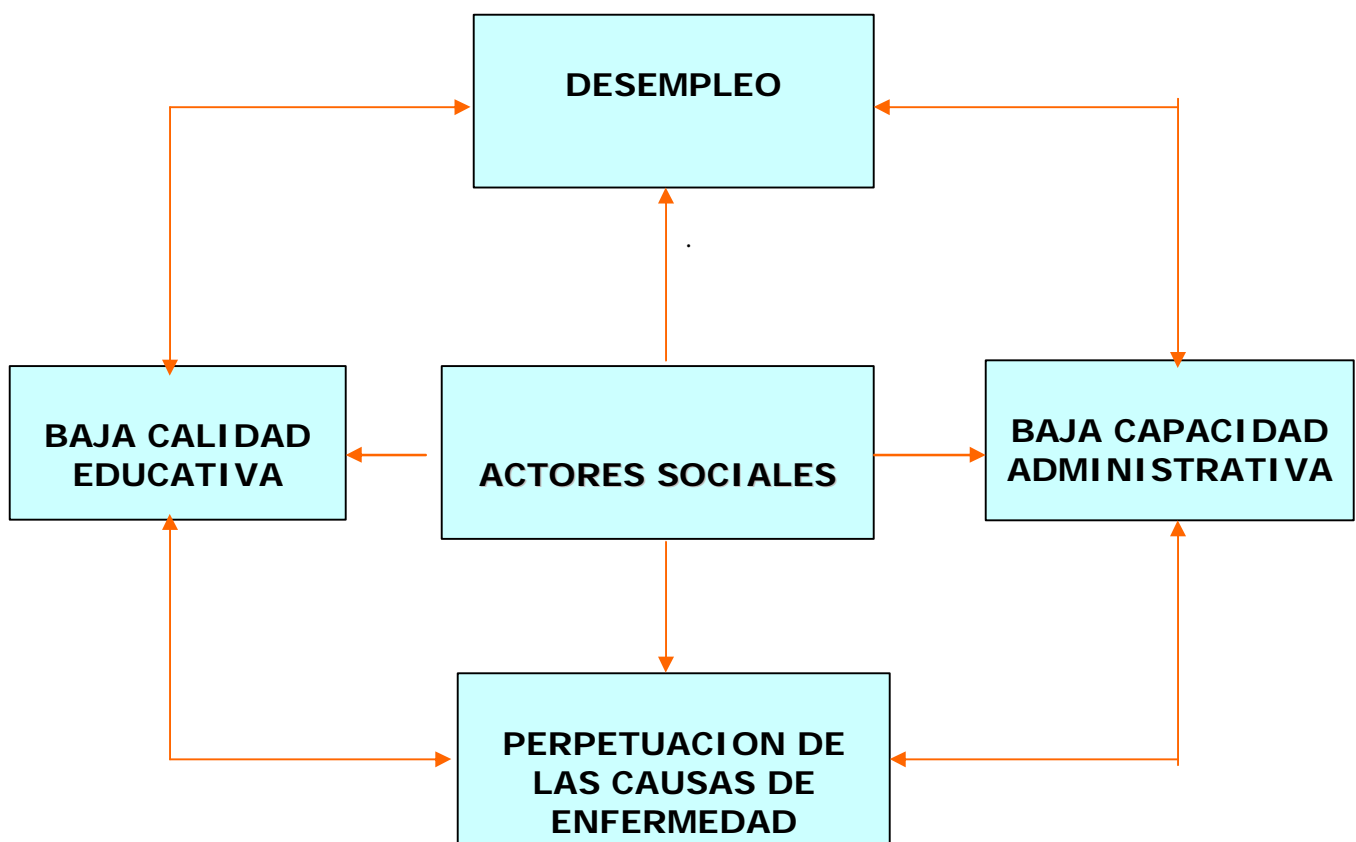 DESEMPLEO
BAJA CALIDAD
EDUCATIVA
ACTORES SOCIALES
BAJA CAPACIDAD
ADMINISTRATIVA
PERPETUACION DE
LAS CAUSAS DE
ENFERMEDAD